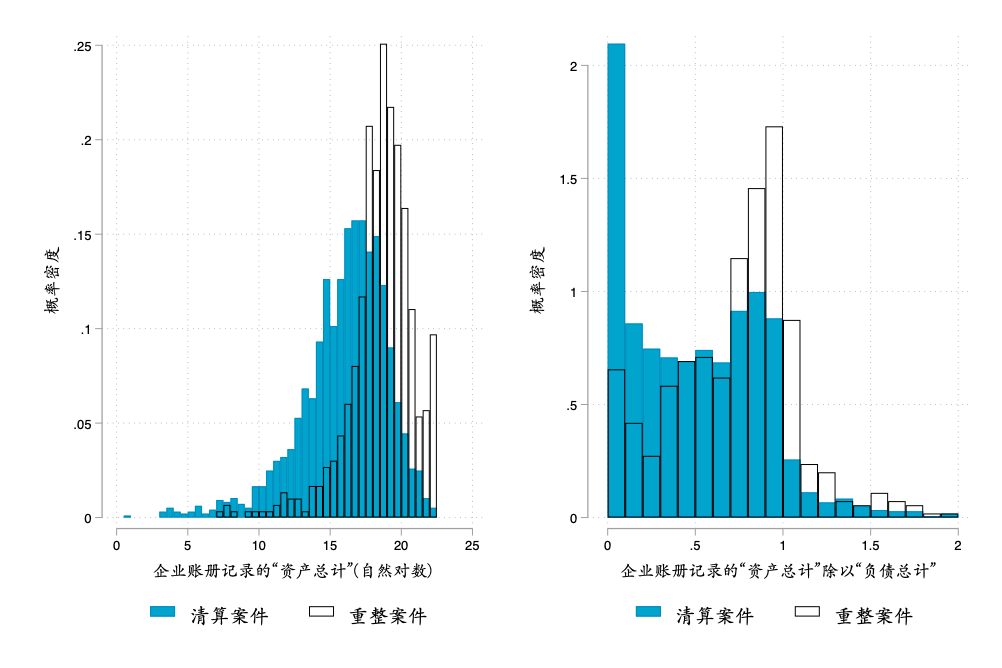 概率密度
.25
.2
.15
.1
.05
0
0 5 10 15 20 25
企业账册记录的“资产总计”(自然对数)
清算案件 重整案件
概率密度
2
1.5
1
.5
0
0 .5 1 1.5 2
企业账册记录的“资产总计”除以“负债总计”
清算案件 重整案件